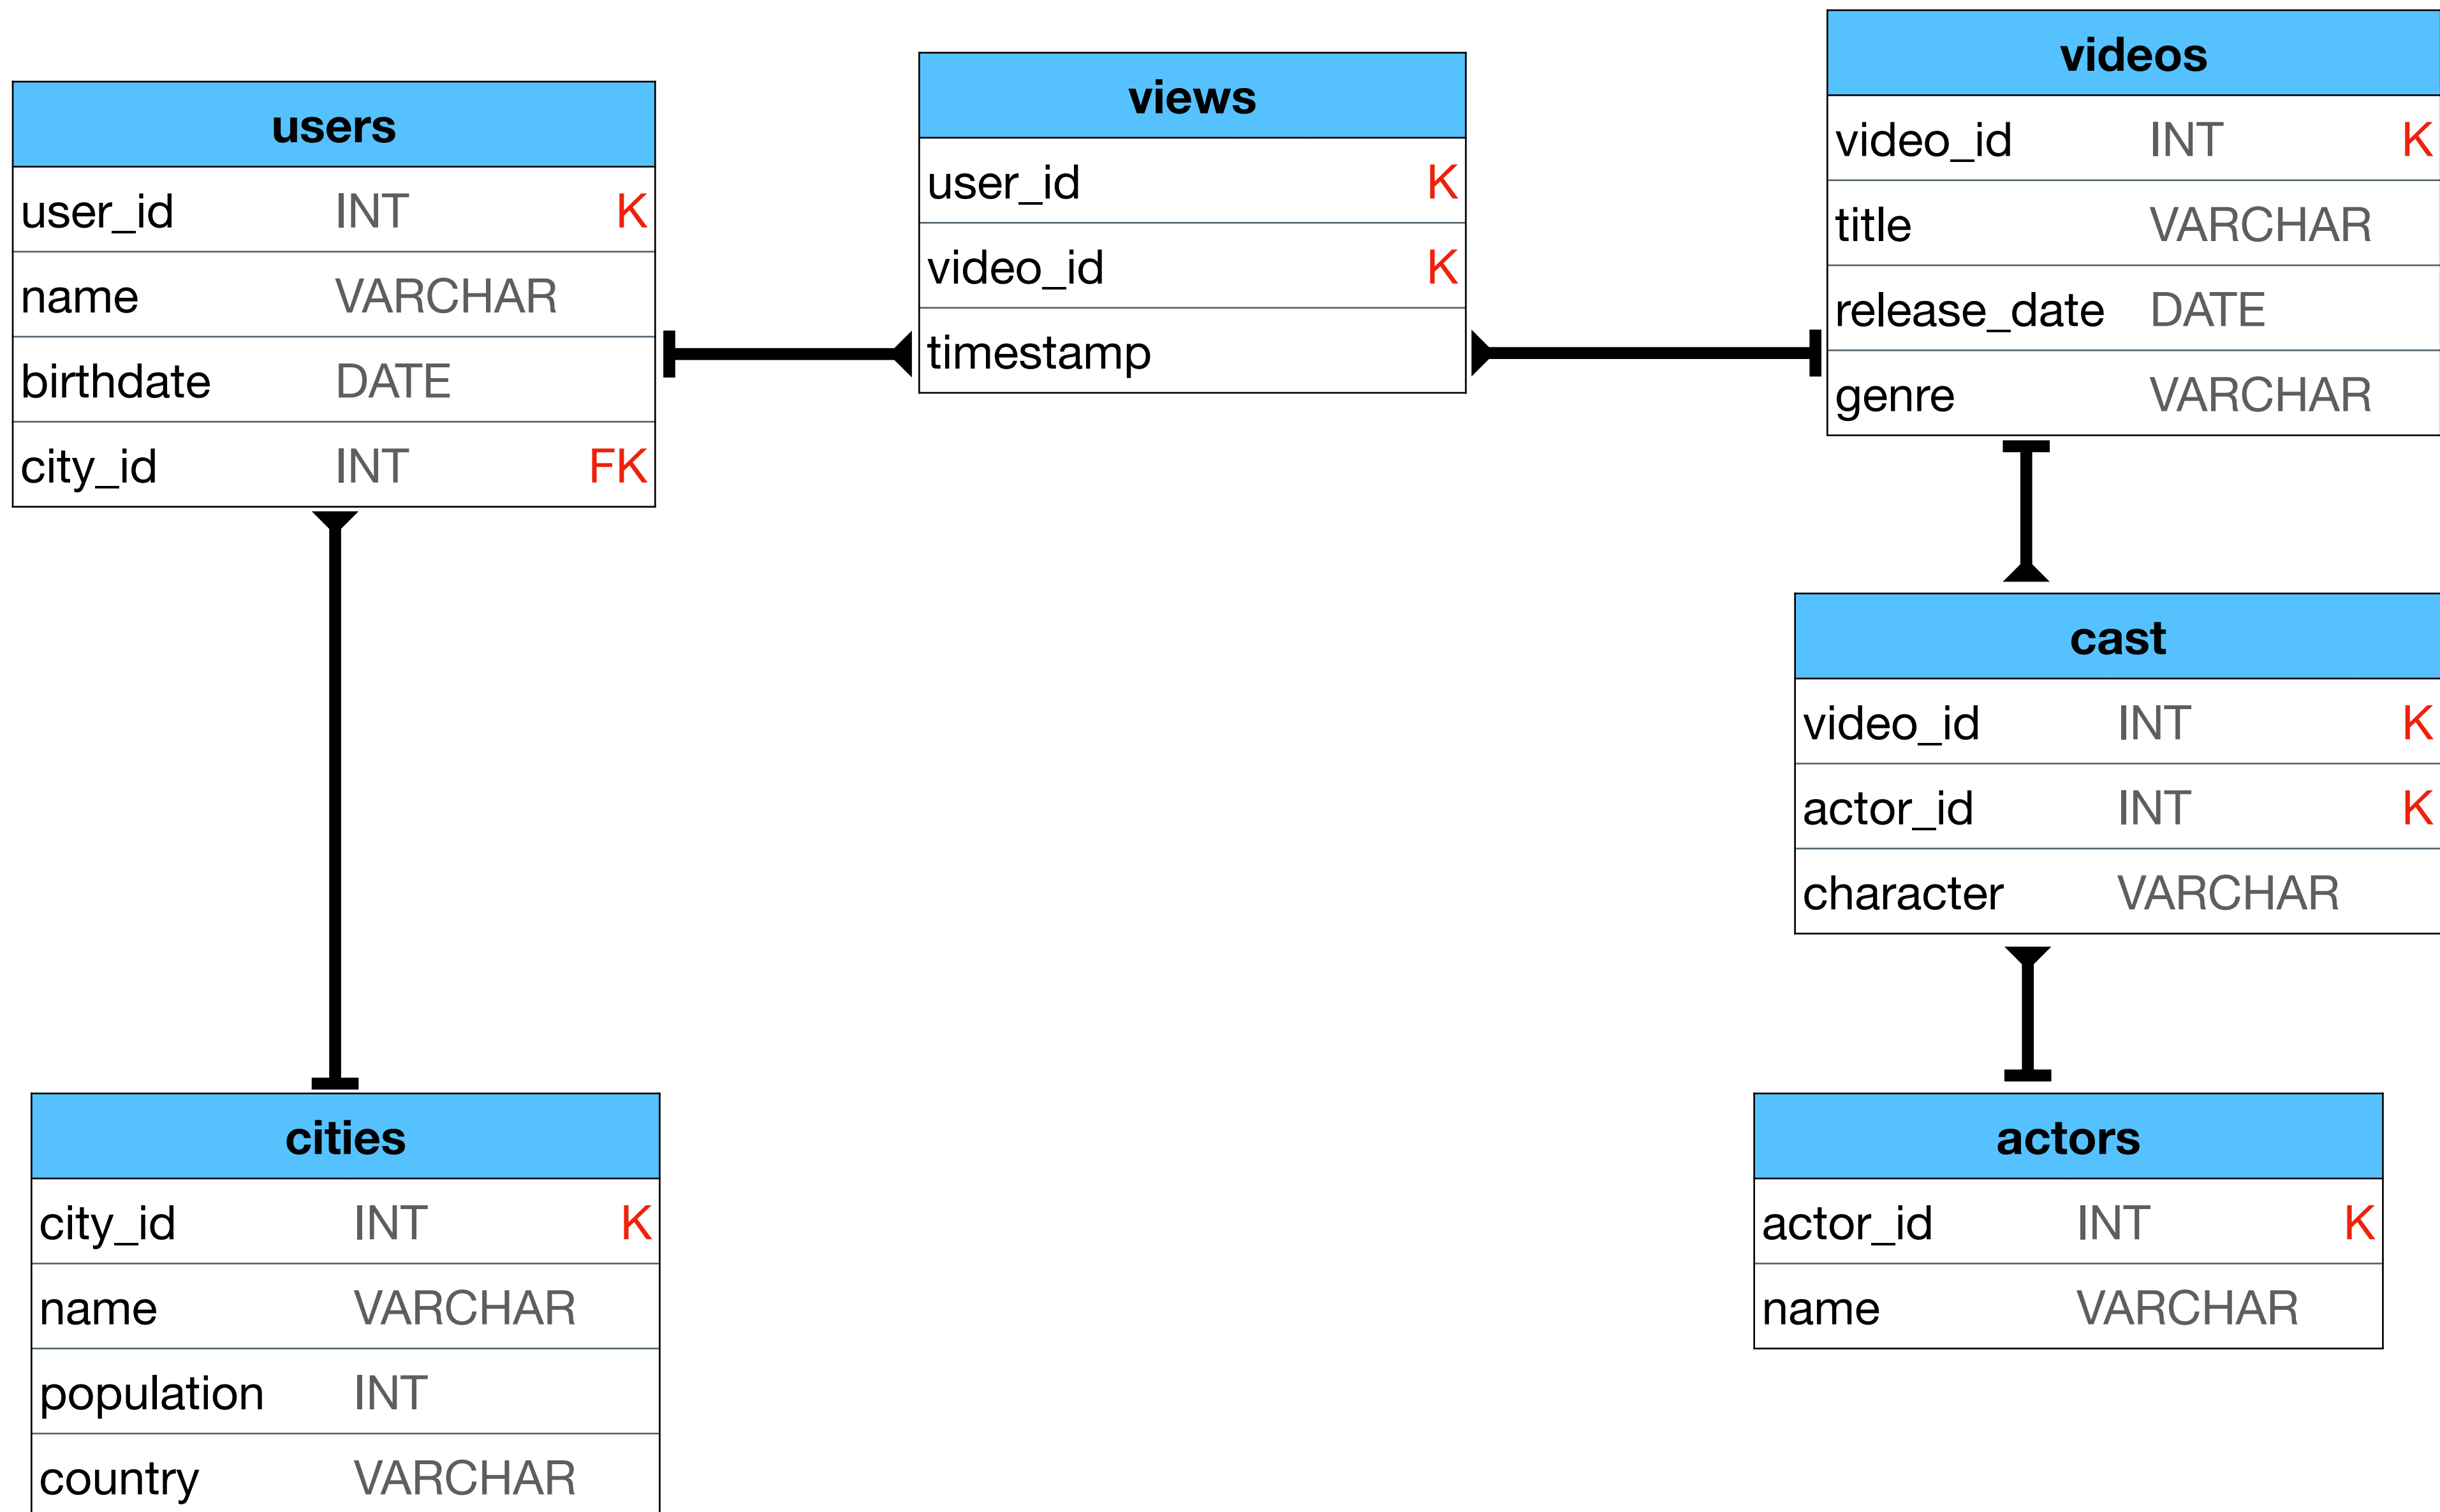 users
user_id INT K
name VARCHAR
birthdate DATE
city_id INT FK
views
user_id K
video_id K
timestamp
videos
video_id INT K
title VARCHAR
release_date DATE
genre VARCHAR
cast
video_id INT K
actor_id INT K
character VARCHAR
cities
city_id INT K
name VARCHAR
population INT
country VARCHAR
actors
actor_id INT K
name VARCHAR